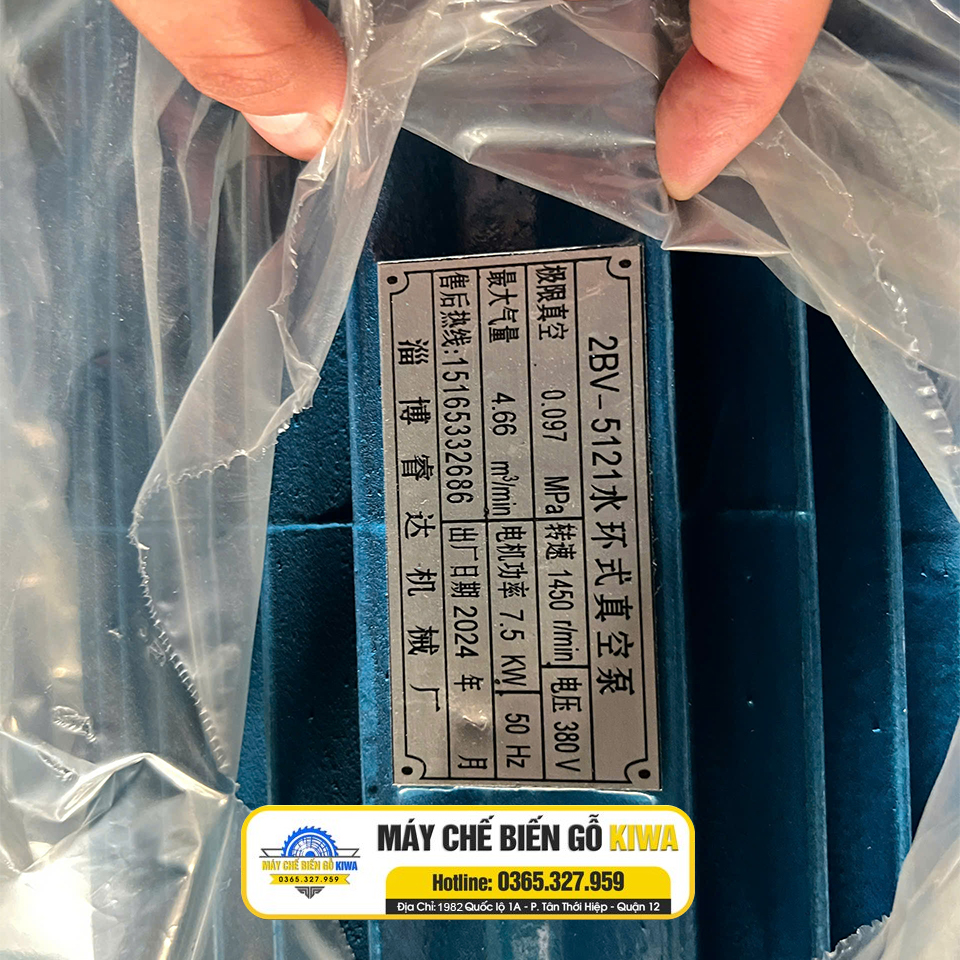 2BV-5121水环式真空泵
极限真空 0.097 MPa 转速 1450 r/min 电压 380V
最大气量 4.66 m³/min 电机功率 7.5 KW 50 Hz
售后热线:15165332686 出厂日期 2024 年 月
淄博睿达机械厂
MÁY CHẾ BIẾN GỖ KIWA
0365.327.959
MÁY CHẾ BIẾN GỖ KIWA
Hotline: 0365.327.959
Địa Chỉ: 1982 Quốc lộ 1A - P. Tân Thới Hiệp - Quận 12